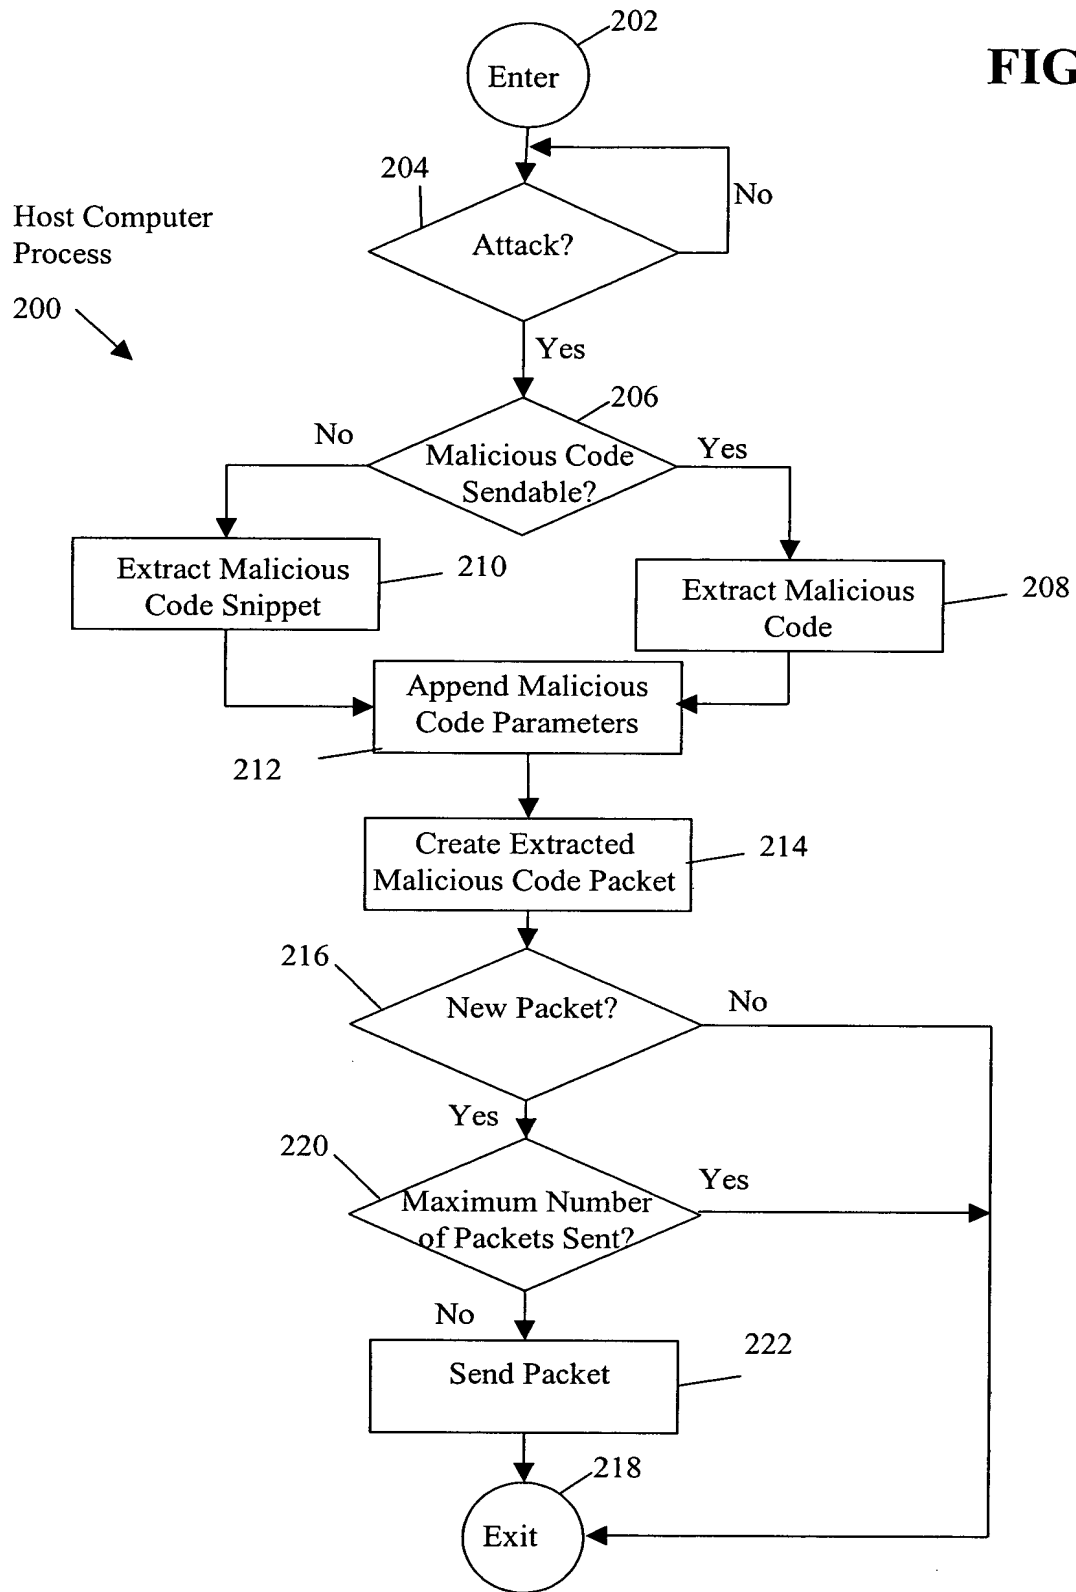 202
FIG
Enter
204
No
Host Computer
Process
Attack?
200
Yes
206
No
Malicious Code
Sendable?
Yes
Extract Malicious
Code Snippet
210
Extract Malicious
Code
208
Append Malicious
Code Parameters
212
Create Extracted
Malicious Code Packet
214
216
New Packet?
No
Yes
220
Maximum Number
of Packets Sent?
Yes
No
Send Packet
222
218
Exit